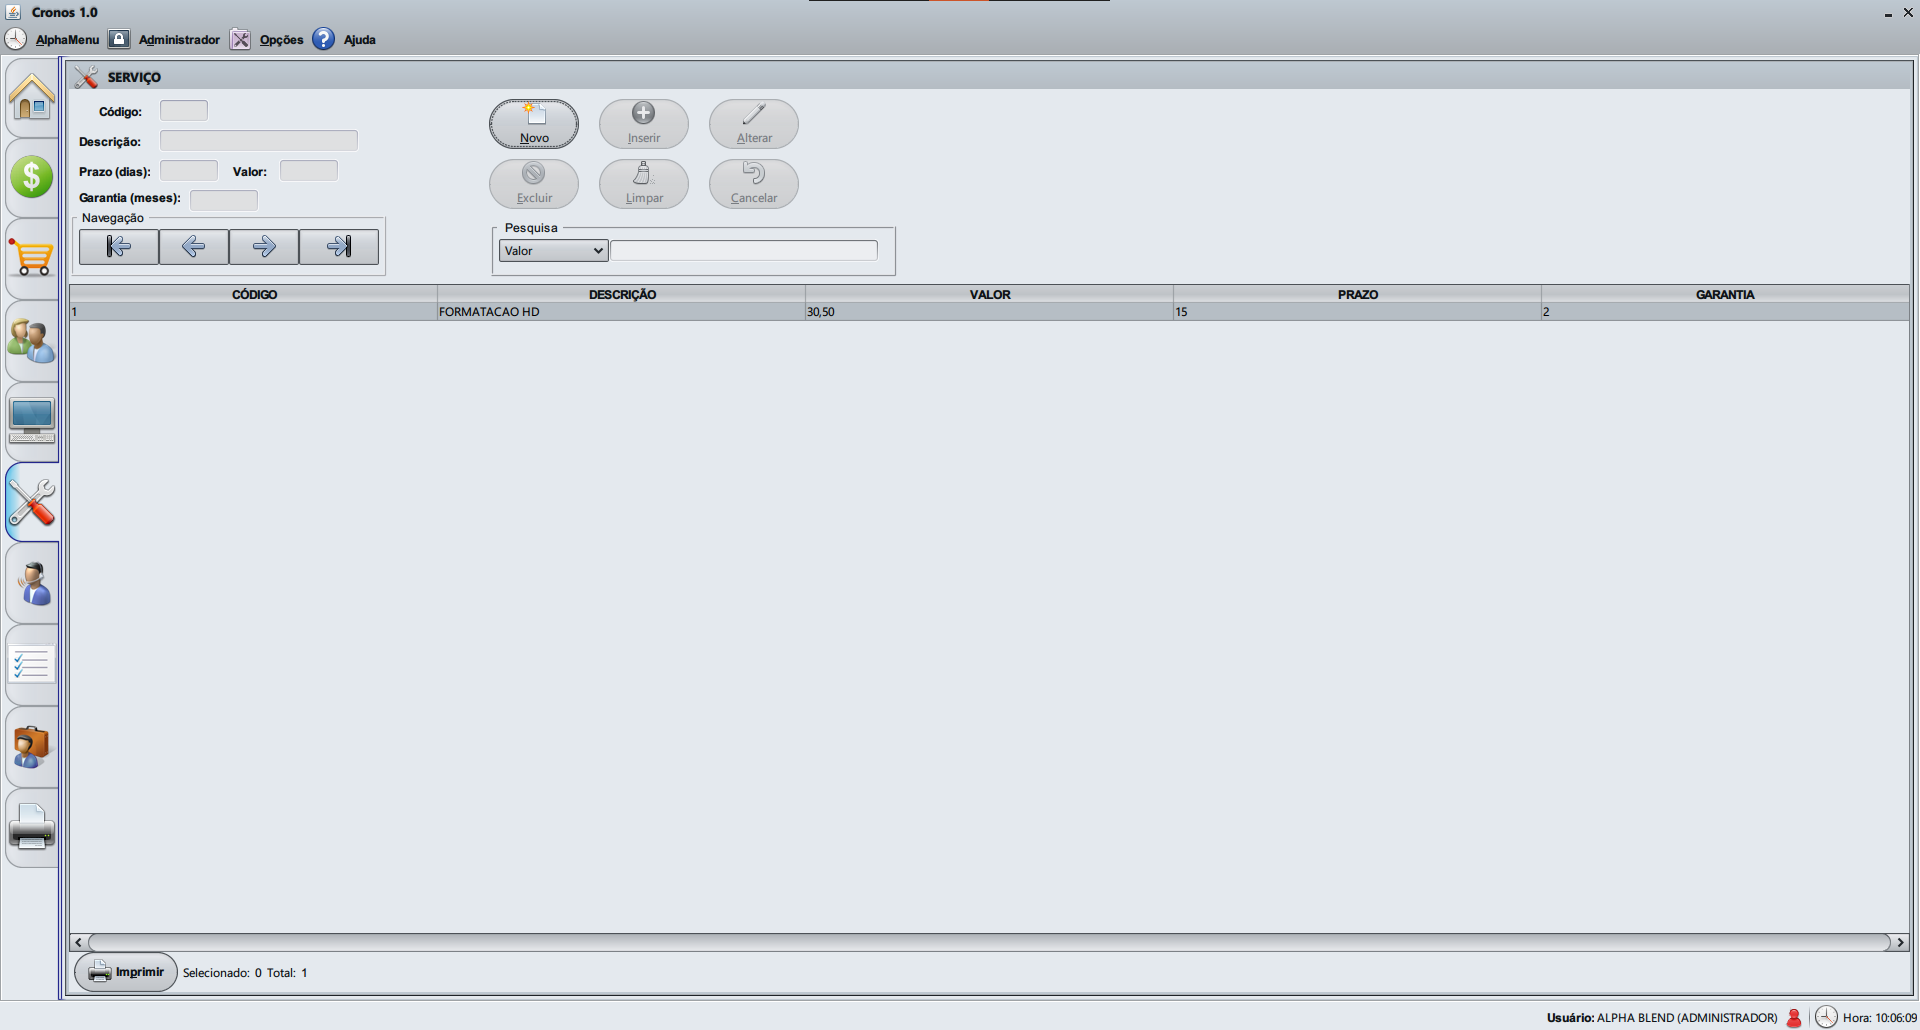 Cronos 1.0
AlphaMenu Administrador Opções Ajuda
SERVIÇO
Código:
Descrição:
Prazo (dias): Valor:
Garantia (meses):
Navegação
Novo Inserir Alterar
Excluir Limpar Cancelar
Pesquisa
Valor
CÓDIGO DESCRIÇÃO VALOR PRAZO GARANTIA
1 FORMATACAO HD 30,50 15 2
Imprimir Selecionado: 0 Total: 1
Usuário: ALPHA BLEND (ADMINISTRADOR) Hora: 10:06:09